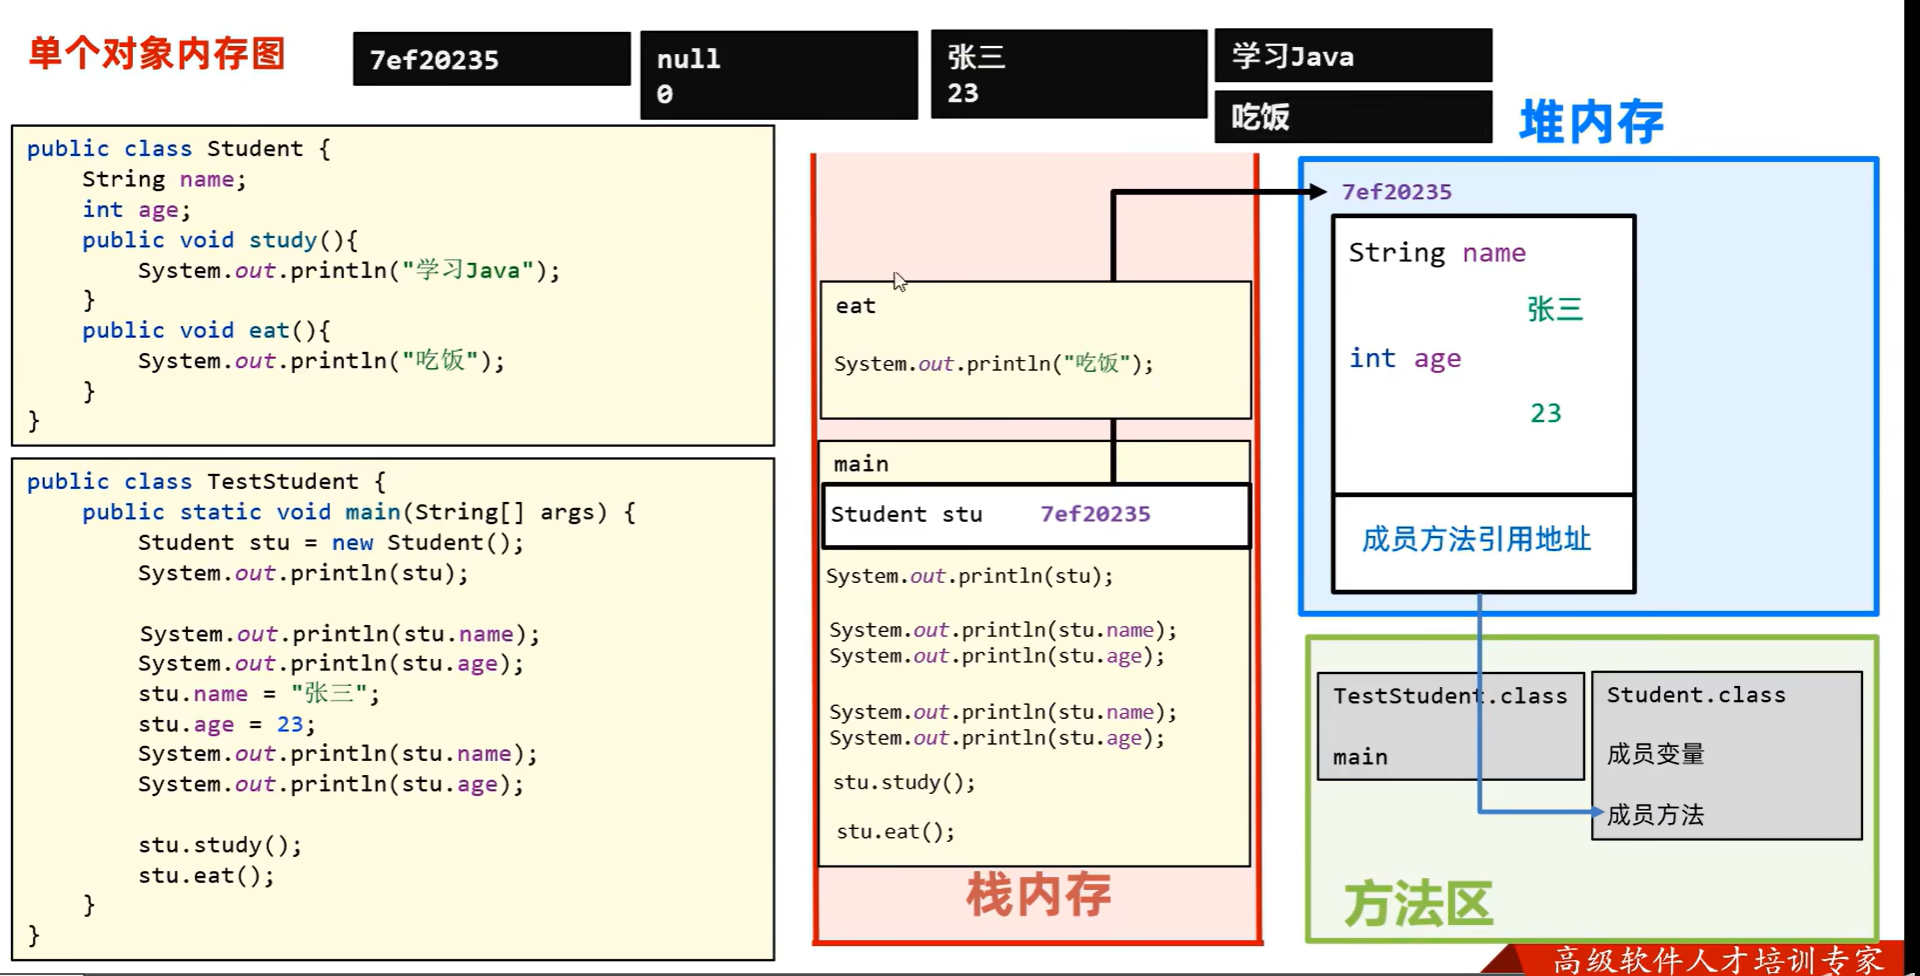 单个对象内存图
7ef20235
null
0
张三
23
学习Java
吃饭
public class Student {
    String name;
    int age;
    public void study(){
        System.out.println("学习Java");
    }
    public void eat(){
        System.out.println("吃饭");
    }
}
public class TestStudent {
    public static void main(String[] args) {
        Student stu = new Student();
        System.out.println(stu);
        System.out.println(stu.name);
        System.out.println(stu.age);
        stu.name = "张三";
        stu.age = 23;
        System.out.println(stu.name);
        System.out.println(stu.age);
        stu.study();
        stu.eat();
    }
}
eat
System.out.println("吃饭");
main
Student stu 7ef20235
System.out.println(stu);
System.out.println(stu.name);
System.out.println(stu.age);
System.out.println(stu.name);
System.out.println(stu.age);
stu.study();
stu.eat();
栈内存
堆内存
7ef20235
String name
张三
int age
23
成员方法引用地址
TestStudent.class
main
Student.class
成员变量
成员方法
方法区
高级软件人才培训专家